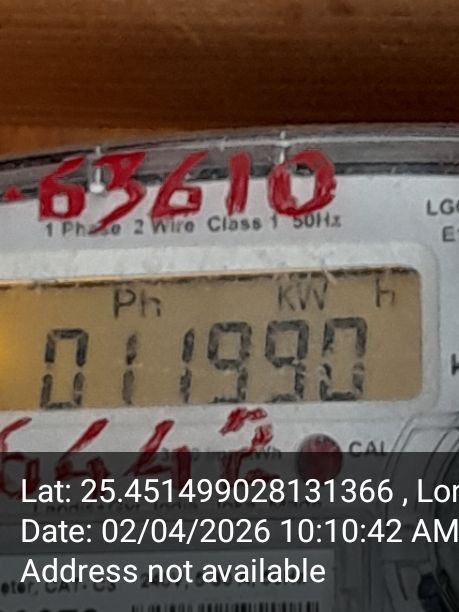 63610
LG
1 Phase 2 Wire Class 1 50Hz
E
Ph KW h
011990
6442
CAL
Lat: 25.451499028131366 , Lon
Date: 02/04/2026 10:10:42 AM
Address not available